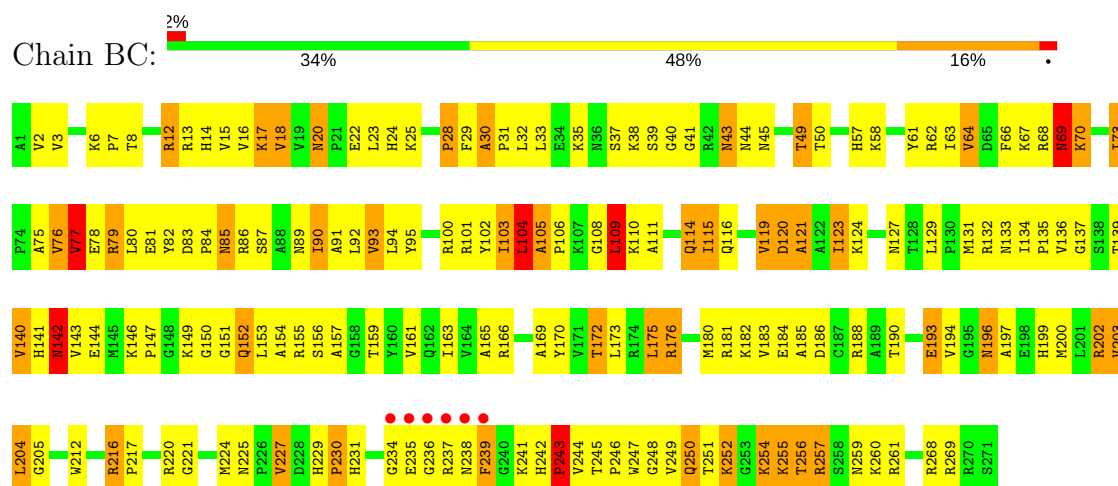 2%
Chain BC:
34% 48% 16% •
A1 V2 V3 K6 P7 T8 R12 R13 H14 V15 V16 K17 V18 V19 N20 P21 E22 L23 H24 K25 P28 F29 A30 P31 L32 L33 E34 K35 N36 S37 K38 S39 G40 G41 R42 N43 N44 N45 T49 T50 H57 K58 Y61 R62 I63 V64 D65 F66 K67 R68 N69 K70 I73
P74 A75 V76 V77 E78 R79 L80 E81 Y82 D83 P84 N85 R86 S87 A88 N89 I90 A91 L92 V93 L94 Y95 R100 R101 Y102 I103 L104 A105 P106 K107 G108 L109 K110 A111 Q114 I115 Q116 V119 D120 A121 A122 I123 K124 N127 T128 L129 P130 M131 R132 N133 I134 P135 V136 G137 S138 T139
V140 H141 N142 V143 E144 M145 K146 P147 G148 K149 G150 G151 Q152 L153 A154 R155 S156 A157 G158 T159 Y160 V161 Q162 I163 V164 A165 R166 A169 Y170 V171 T172 L173 R174 L175 R176 M180 R181 K182 V183 E184 A185 D186 C187 R188 A189 T190 E193 V194 G195 N196 A197 E198 H199 M200 L201 R202 V203
L204 G205 W212 R216 P217 R220 G221 M224 N225 P226 V227 D228 H229 P230 H231 G234 E235 G236 R237 N238 F239 G240 K241 H242 P243 V244 T245 P246 W247 G248 V249 Q250 T251 K252 G253 K254 K255 T256 R257 S258 N259 K260 R261 R268 R269 R270 S271